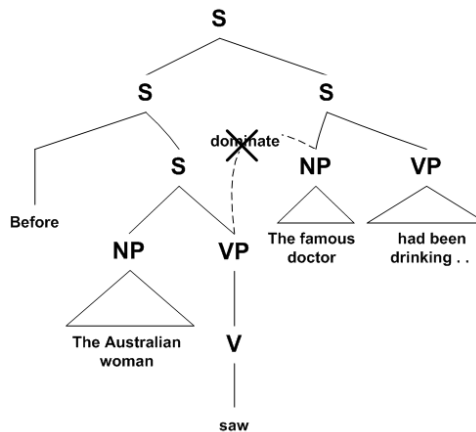 S
S
S
dominate
S
NP
VP
Before
The famous
doctor
had been
drinking . .
NP
VP
The Australian
woman
V
saw